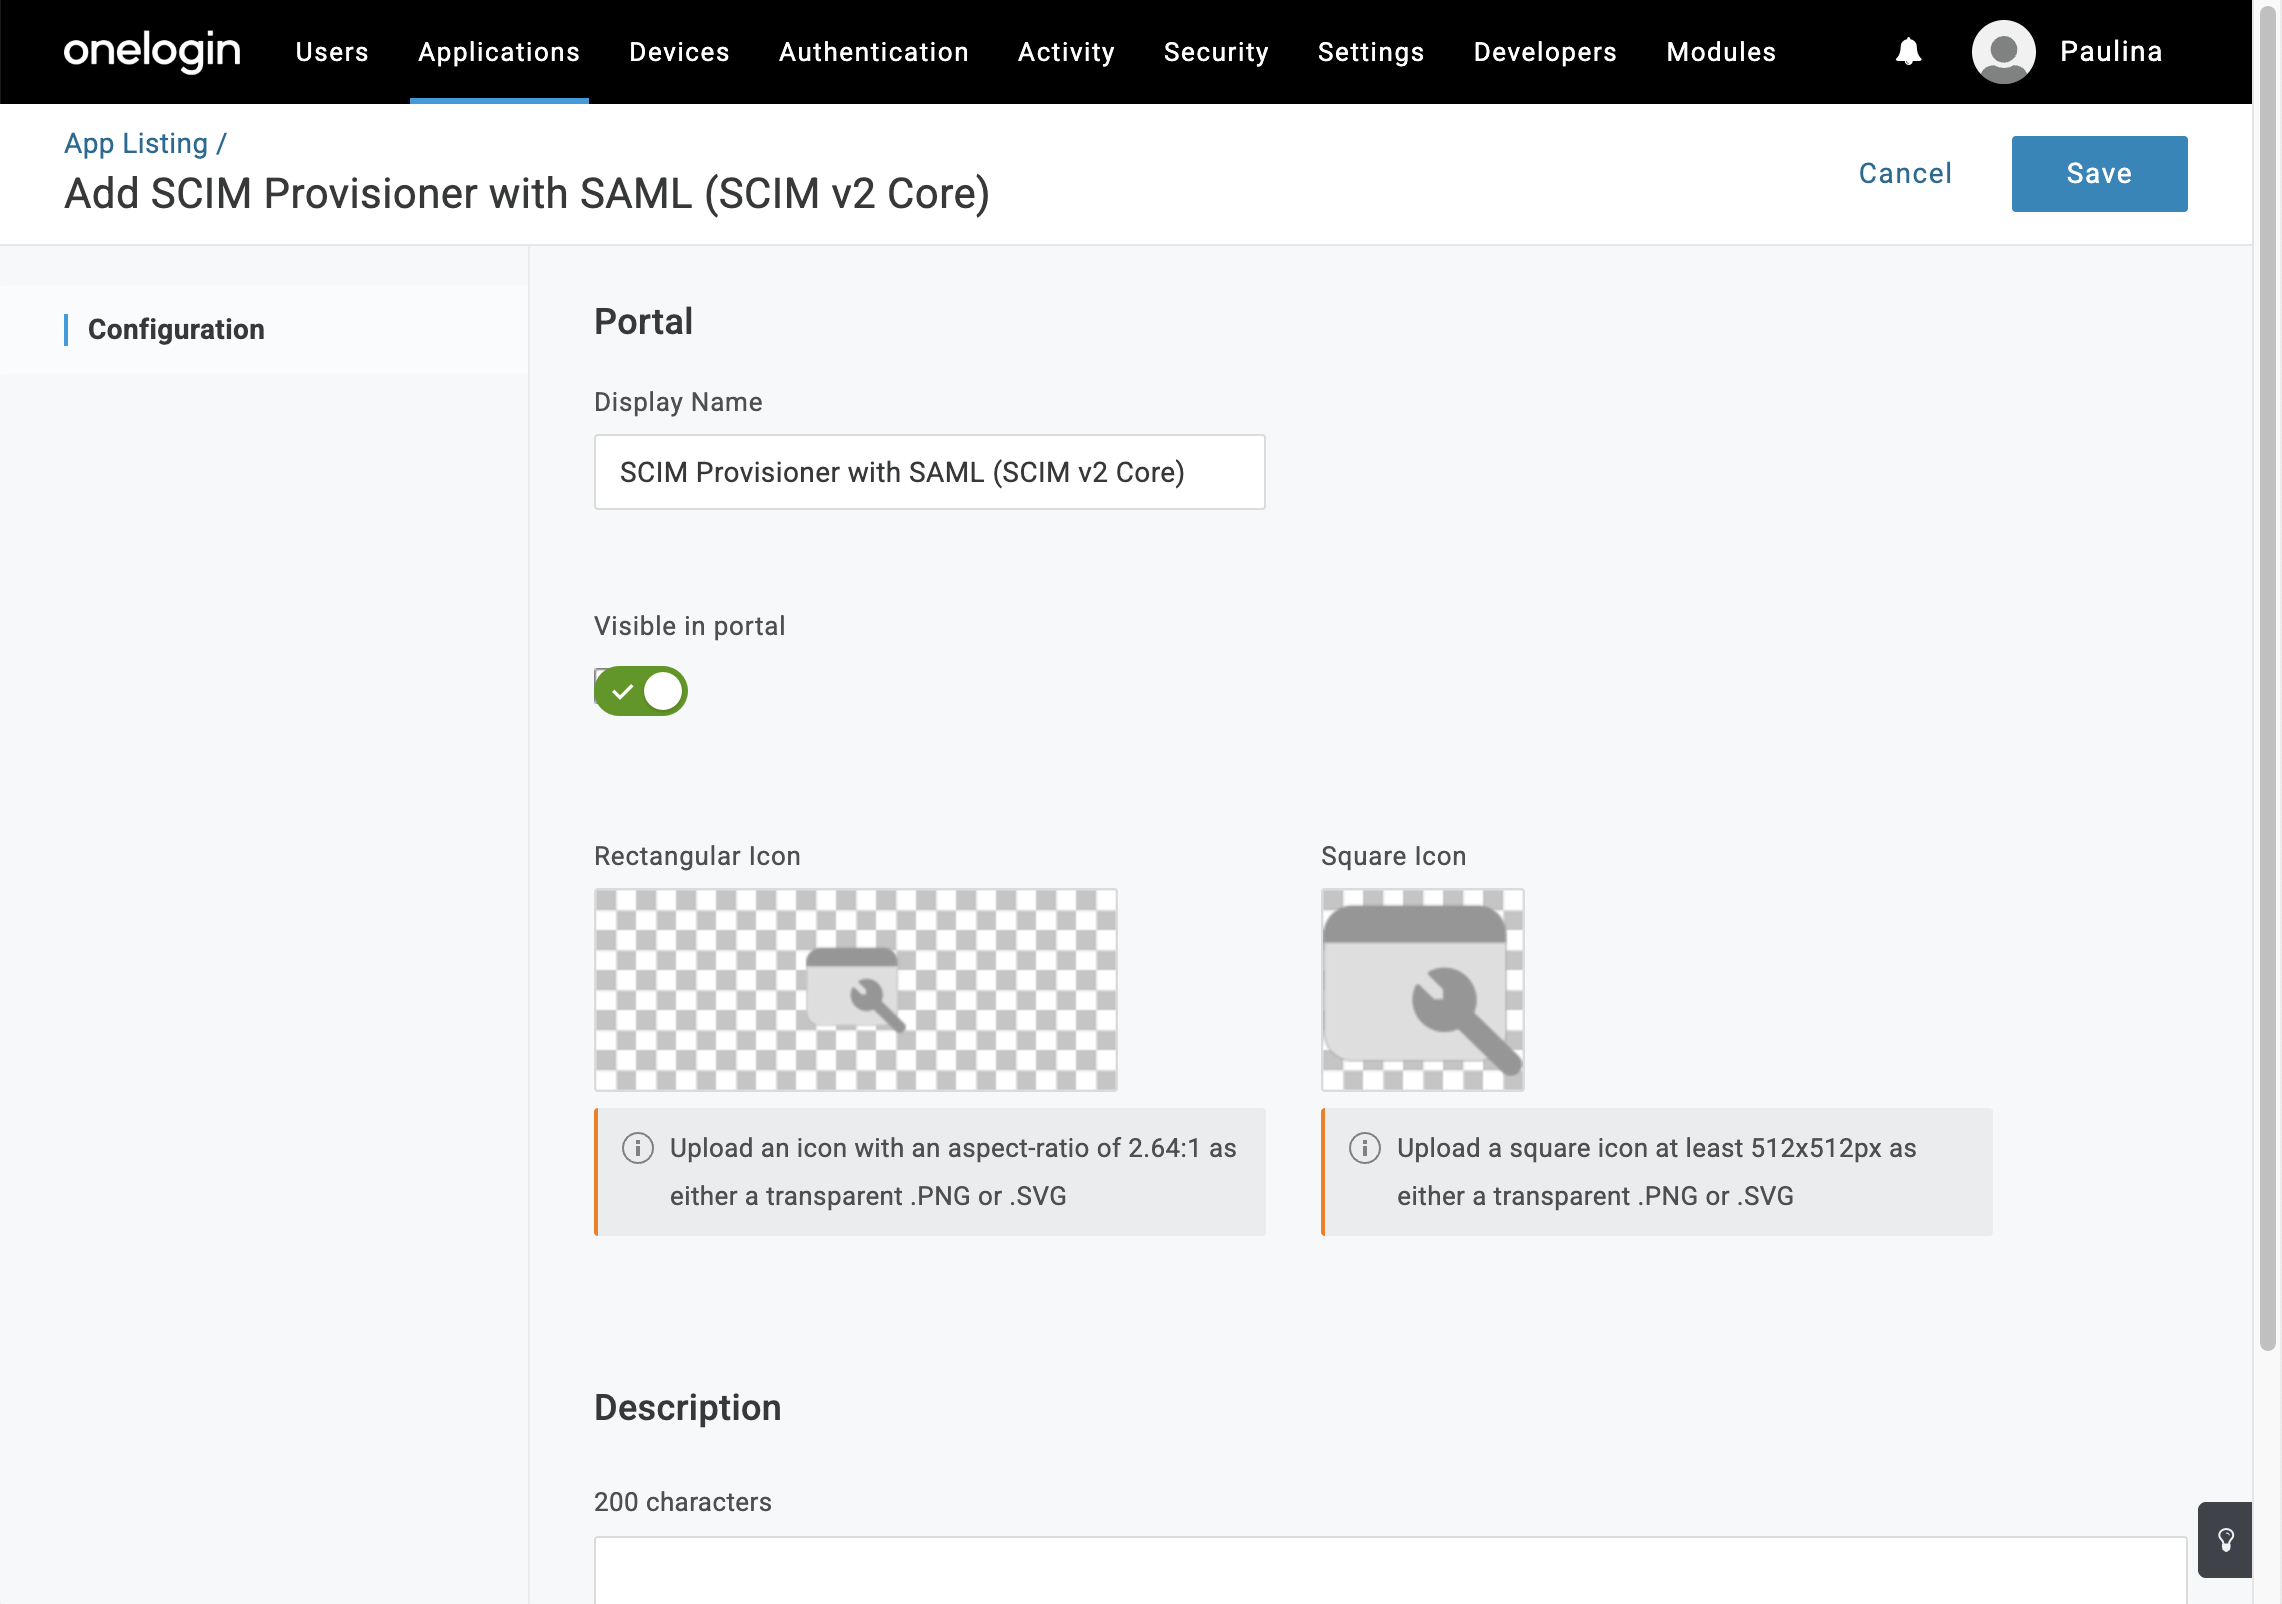 onelogin Users Applications Devices Authentication Activity Security Settings Developers Modules Paulina
App Listing /
Add SCIM Provisioner with SAML (SCIM v2 Core)
Cancel Save
Configuration
Portal
Display Name
SCIM Provisioner with SAML (SCIM v2 Core)
Visible in portal
Rectangular Icon
Square Icon
Upload an icon with an aspect-ratio of 2.64:1 as
either a transparent .PNG or .SVG
Upload a square icon at least 512x512px as
either a transparent .PNG or .SVG
Description
200 characters